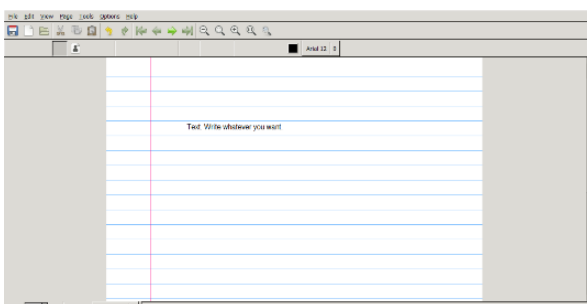 File Edit View Page Tools Options Help
Arial 12
Text. Write whatever you want